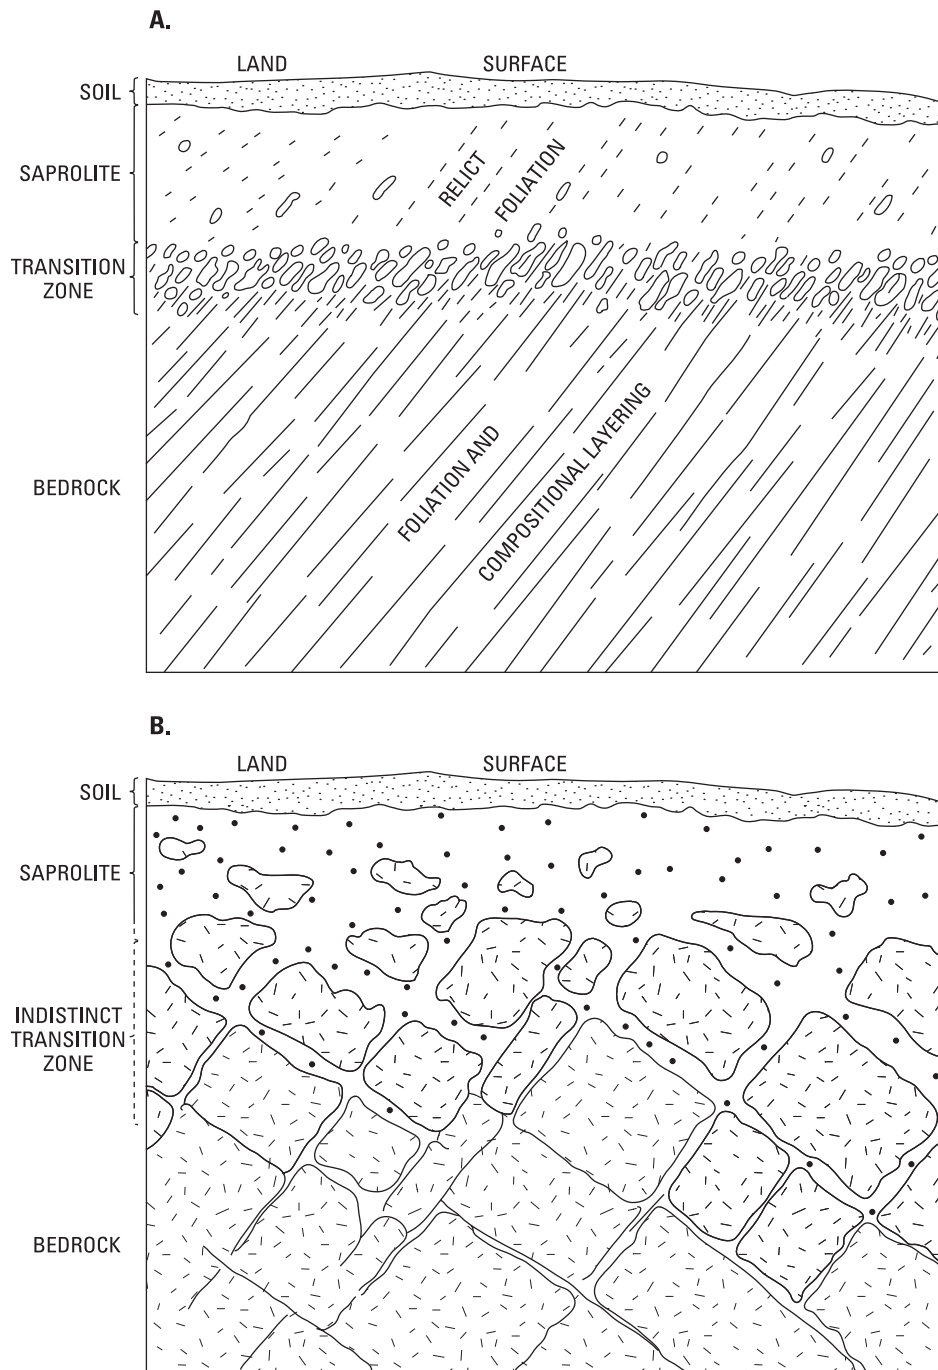 A.
LAND SURFACE
SOIL
SAPROLITE
RELICT
FOLIATION
TRANSITION
ZONE
BEDROCK
FOLIATION AND
COMPOSITIONAL LAYERING
B.
LAND SURFACE
SOIL
SAPROLITE
INDISTINCT
TRANSITION
ZONE
BEDROCK